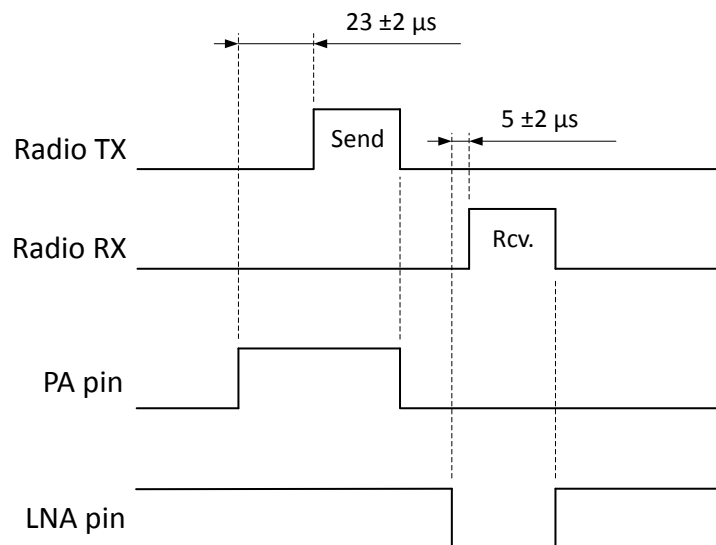 23 ±2 µs
5 ±2 µs
Radio TX
Send
Radio RX
Rcv.
PA pin
LNA pin